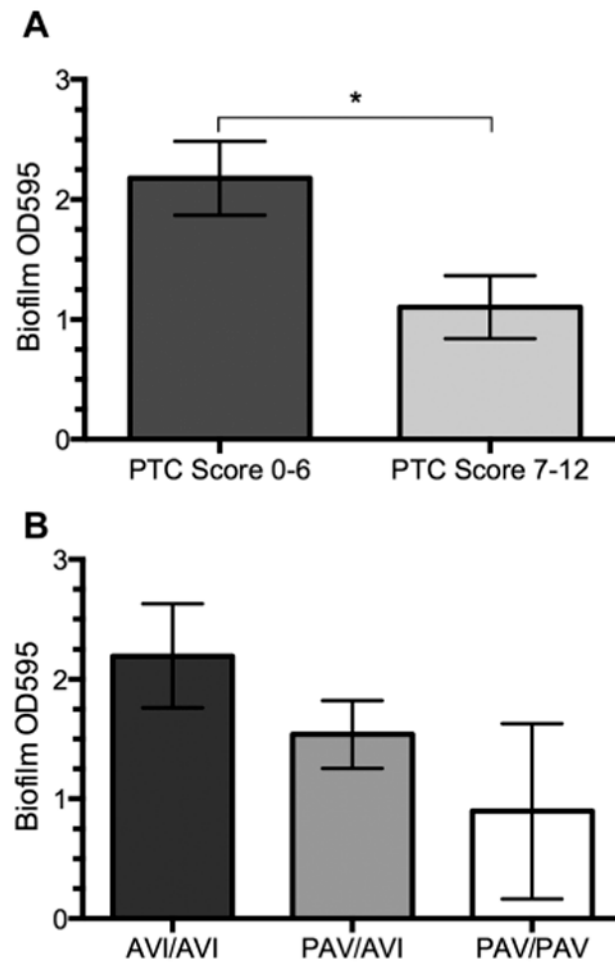 A
Biofilm OD595
3
2
1
0
*
PTC Score 0-6 PTC Score 7-12
B
Biofilm OD595
3
2
1
0
AVI/AVI PAV/AVI PAV/PAV